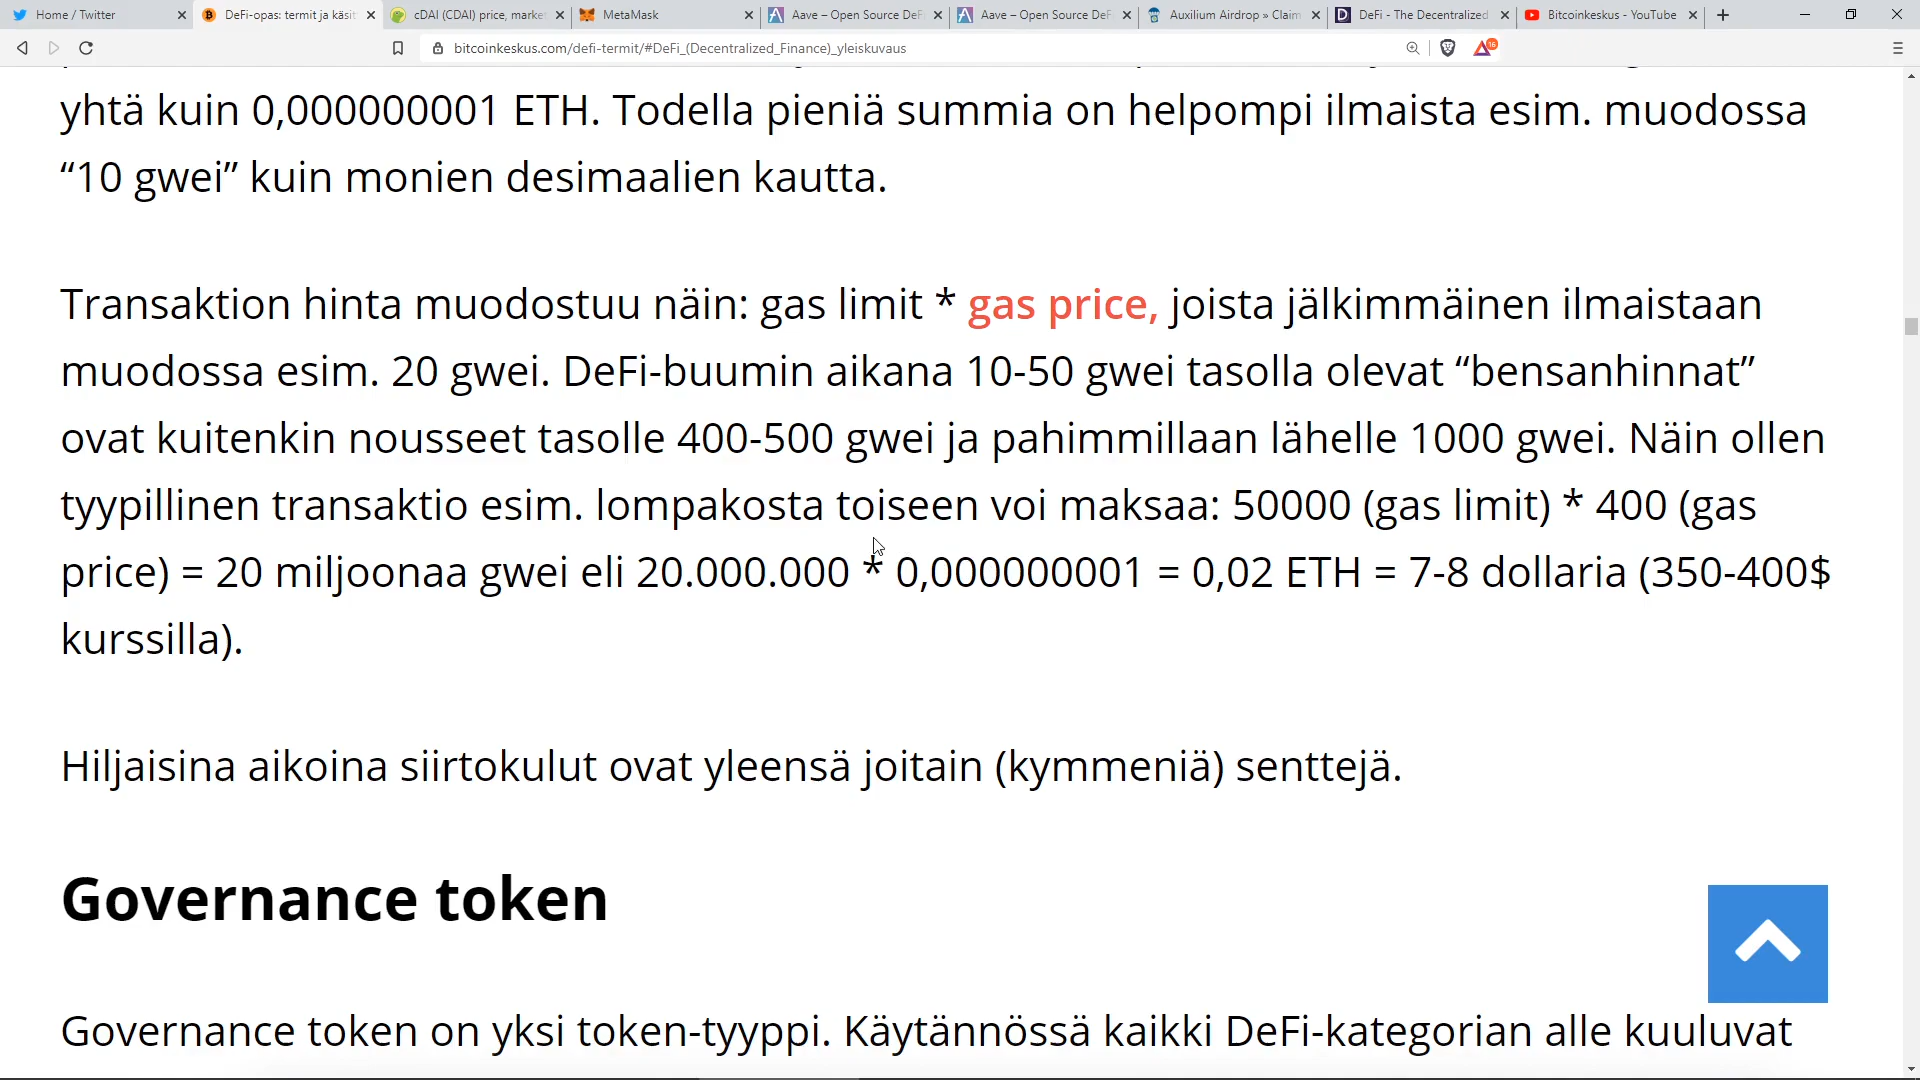 Home / Twitter
DeFi-opas: termit ja käsit
cDAI (CDAI) price, marke
MetaMask
Aave – Open Source DeF
Aave – Open Source DeF
Auxilium Airdrop » Claim
DeFi - The Decentralized
Bitcoinkeskus - YouTube
bitcoinkeskus.com/defi-termit/#DeFi_(Decentralized_Finance)_yleiskuvaus
16
yhtä kuin 0,000000001 ETH. Todella pieniä summia on helpompi ilmaista esim. muodossa
“10 gwei” kuin monien desimaalien kautta.
Transaktion hinta muodostuu näin: gas limit * gas price, joista jälkimmäinen ilmaistaan
muodossa esim. 20 gwei. DeFi-buumin aikana 10-50 gwei tasolla olevat “bensanhinnat”
ovat kuitenkin nousseet tasolle 400-500 gwei ja pahimmillaan lähelle 1000 gwei. Näin ollen
tyypillinen transaktio esim. lompakosta toiseen voi maksaa: 50000 (gas limit) * 400 (gas
price) = 20 miljoonaa gwei eli 20.000.000 * 0,000000001 = 0,02 ETH = 7-8 dollaria (350-400$
kurssilla).
Hiljaisina aikoina siirtokulut ovat yleensä joitain (kymmeniä) senttejä.
Governance token
Governance token on yksi token-tyyppi. Käytännössä kaikki DeFi-kategorian alle kuuluvat